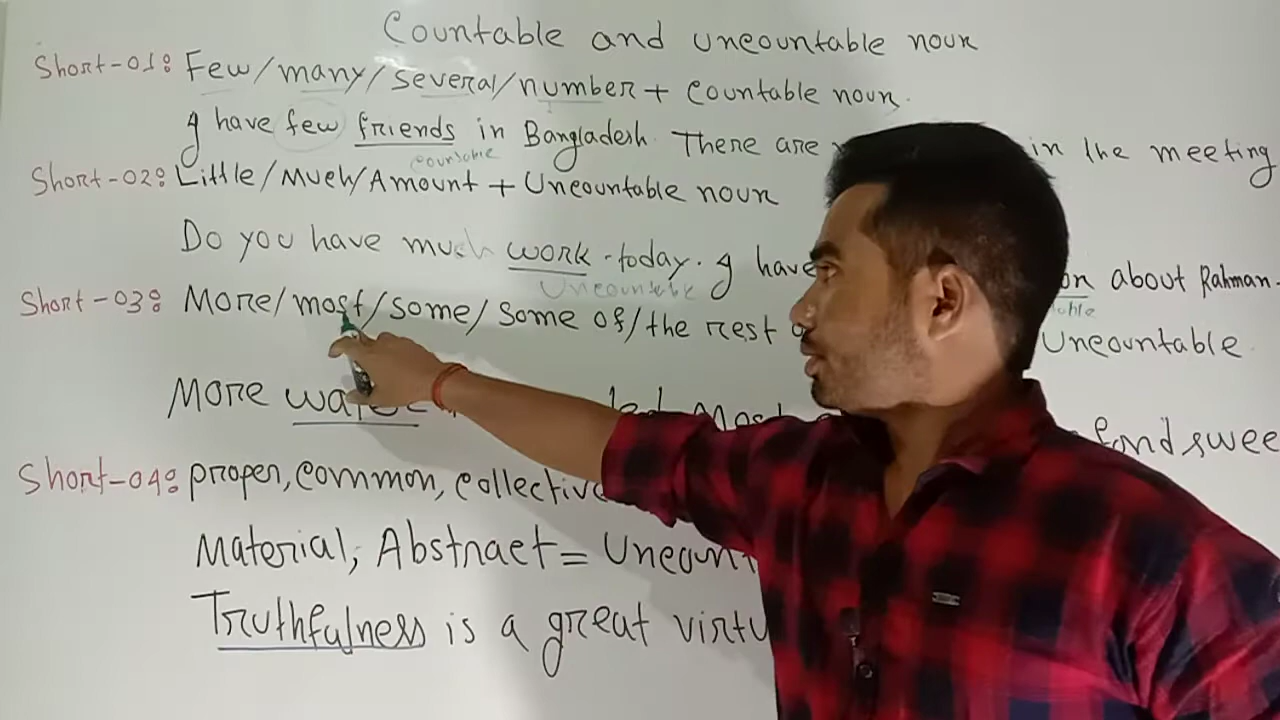 Countable and uncountable noun
Short-01: Few/many/several/number + countable noun.
I have few friends in Bangladesh. There are in the meeting
countable
Short-02: Little/Much/Amount + Uncountable noun
Do you have much work today. I have on about Rahman.
Uncountable
Short-03: More/most/some/some of/the rest Uncountable
More water Most fond swee
Short-04: proper, common, collective
Material, Abstract = Uncount
Truthfulness is a great virtu